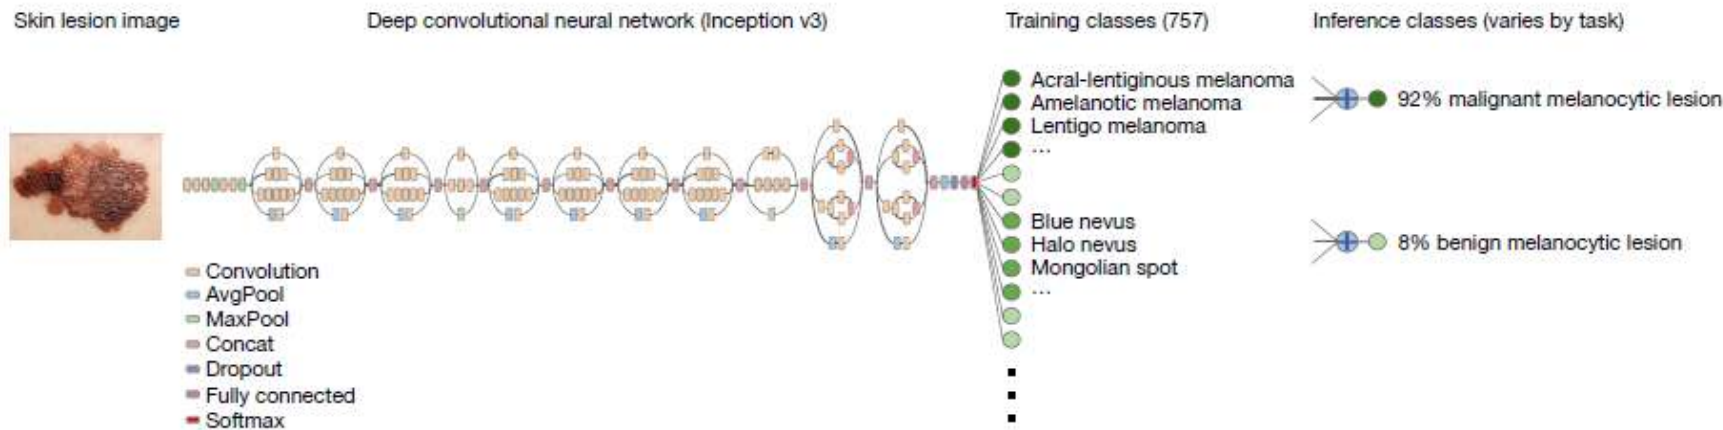 Skin lesion image
Deep convolutional neural network (Inception v3)
Training classes (757)
Inference classes (varies by task)
Acral-lentiginous melanoma
Amelanotic melanoma
Lentigo melanoma
...
Blue nevus
Halo nevus
Mongolian spot
...
92% malignant melanocytic lesion
8% benign melanocytic lesion
Convolution
AvgPool
MaxPool
Concat
Dropout
Fully connected
Softmax